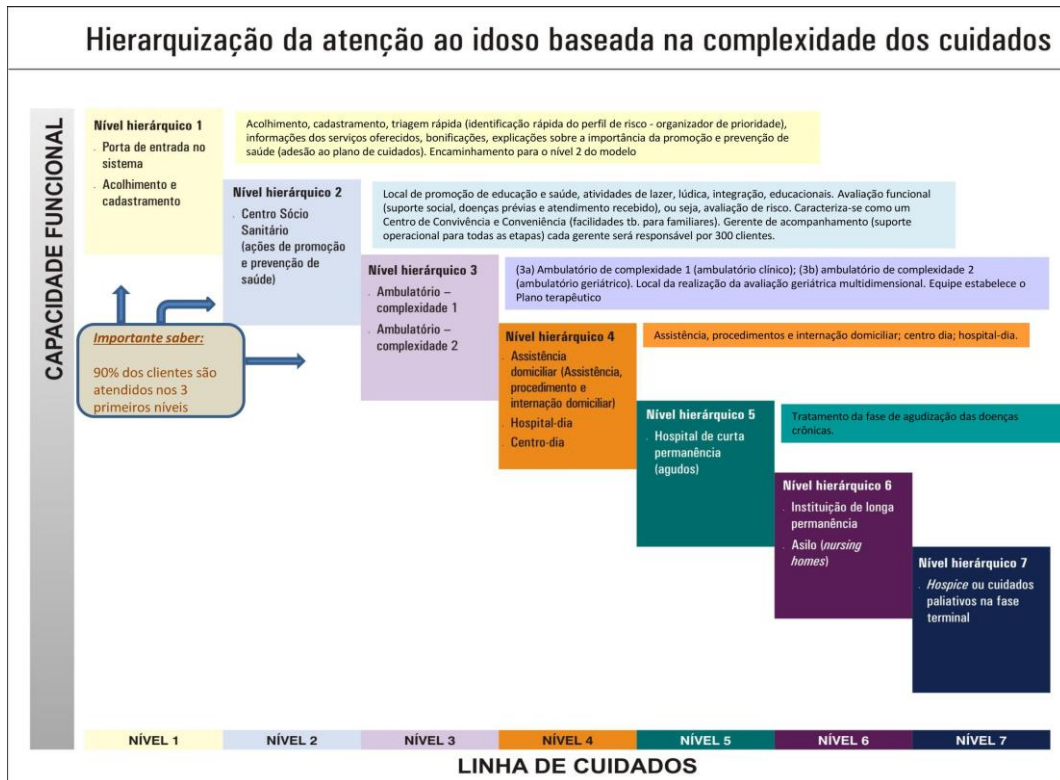 Hierarquização da atenção ao idoso baseada na complexidade dos cuidados
CAPACIDADE FUNCIONAL
Nível hierárquico 1
Porta de entrada no
sistema
Acolhimento e
cadastramento
Acolhimento, cadastramento, triagem rápida (identificação rápida do perfil de risco - organizador de prioridade),
informações dos serviços oferecidos, bonificações, explicações sobre a importância da promoção e prevenção de
saúde (adesão ao plano de cuidados). Encaminhamento para o nível 2 do modelo
Nível hierárquico 2
Centro Sócio
Sanitário
(ações de promoção
e prevenção de
saúde)
Local de promoção de educação e saúde, atividades de lazer, lúdica, integração, educacionais. Avaliação funcional
(suporte social, doenças prévias e atendimento recebido), ou seja, avaliação de risco. Caracteriza-se como um
Centro de Convivência e Conveniência (facilidades tb. para familiares). Gerente de acompanhamento (suporte
operacional para todas as etapas) cada gerente será responsável por 300 clientes.
Nível hierárquico 3
Ambulatório –
complexidade 1
Ambulatório –
complexidade 2
(3a) Ambulatório de complexidade 1 (ambulatório clínico); (3b) ambulatório de complexidade 2
(ambulatório geriátrico). Local da realização da avaliação geriátrica multidimensional. Equipe estabelece o
Plano terapêutico
Importante saber:
90% dos clientes são
atendidos nos 3
primeiros níveis
Nível hierárquico 4
Assistência
domiciliar (Assistência,
procedimento e
internação domiciliar)
Hospital-dia
Centro-dia
Assistência, procedimentos e internação domiciliar; centro dia; hospital-dia.
Nível hierárquico 5
Hospital de curta
permanência
(agudos)
Tratamento da fase de agudização das doenças
crônicas.
Nível hierárquico 6
Instituição de longa
permanência
Asilo (nursing
homes)
Nível hierárquico 7
Hospice ou cuidados
paliativos na fase
terminal
NÍVEL 1 NÍVEL 2 NÍVEL 3 NÍVEL 4 NÍVEL 5 NÍVEL 6 NÍVEL 7
LINHA DE CUIDADOS